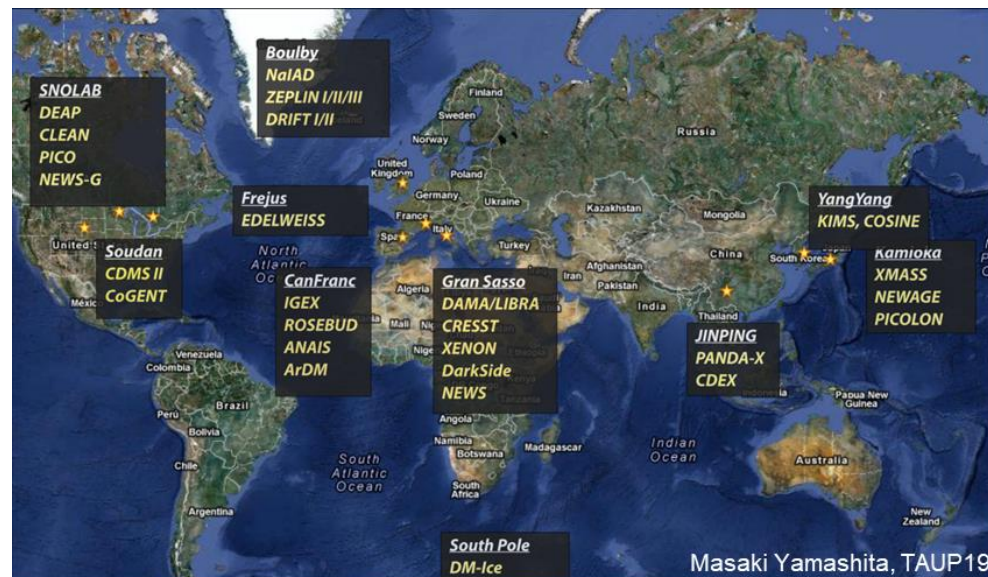 Boulby
NaIAD
ZEPLIN I/II/III
DRIFT I/II
SNOLAB
DEAP
CLEAN
PICO
NEWS-G
Finland
Sweden
Norway
Russia
United
Kingdom
Poland
Germany
Ukraine
France
Italy
Kazakhstan
Mongolia
Frejus
EDELWEISS
YangYang
KIMS, COSINE
North
Atlantic
Turkey
China
South Korea
Afghanistan
Iran
Pakistan
India
Soudan
CDMS II
CoGENT
CanFranc
IGEX
ROSEBUD
ANAIS
ArDM
Algeria
Mali
Gran Sasso
DAMA/LIBRA
CRESST
XENON
DarkSide
NEWS
Kamioka
XMASS
NEWAGE
PICOLON
Thailand
JINPING
PANDA-X
CDEX
Venezuela
Colombia
Brazil
Perú
Bolivia
Chile
Argentina
Papua New
Guinea
Angola
Namibia
Botswana
Madagascar
South
Africa
South
Atlantic
Ocean
Indian
Ocean
Australia
New
Zealand
South Pole
DM-Ice
Masaki Yamashita, TAUP19